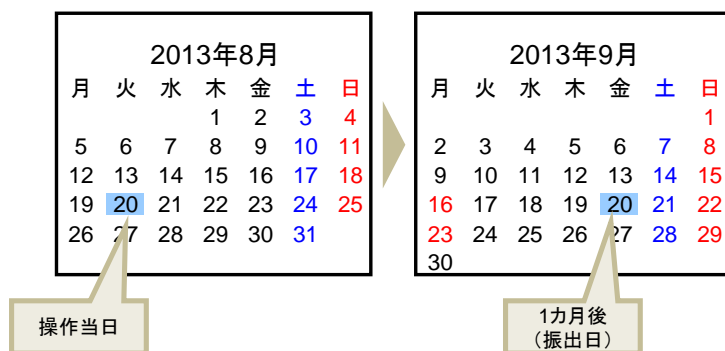 2013年8月
月 火 水 木 金 土 日
1 2 3 4
5 6 7 8 9 10 11
12 13 14 15 16 17 18
19 20 21 22 23 24 25
26 27 28 29 30 31
操作当日
2013年9月
月 火 水 木 金 土 日
1
2 3 4 5 6 7 8
9 10 11 12 13 14 15
16 17 18 19 20 21 22
23 24 25 26 27 28 29
30
1カ月後
（振出日）